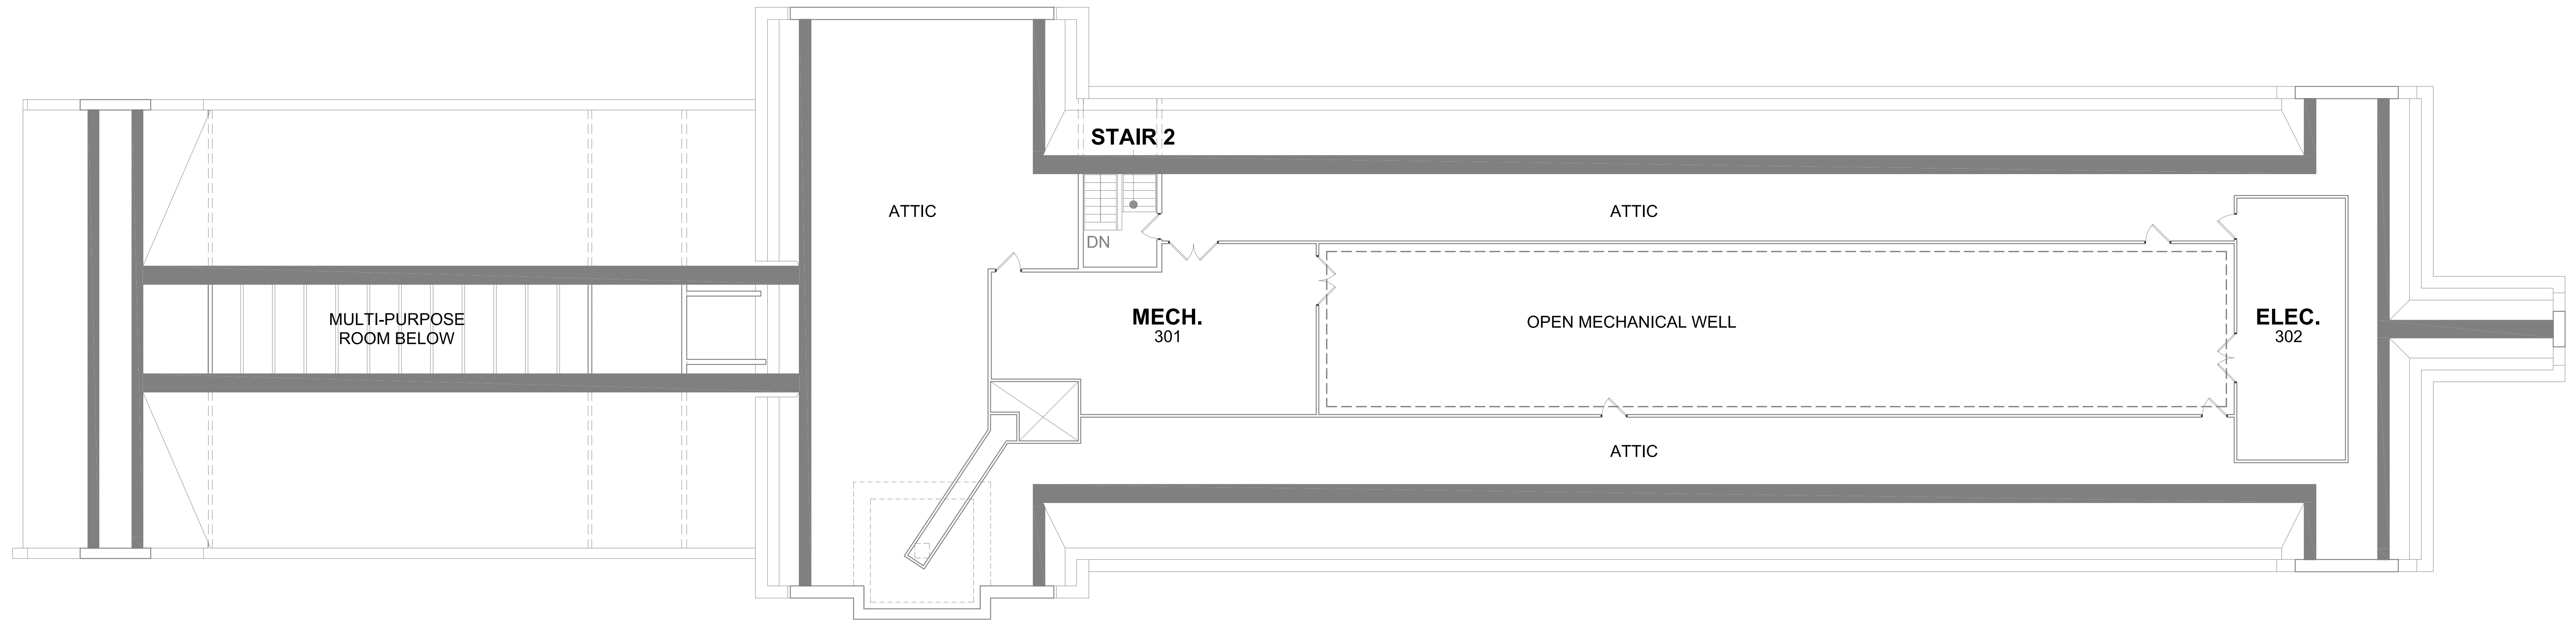 STAIR 2
ATTIC
ATTIC
DN
MULTI-PURPOSE
ROOM BELOW
MECH.
301
OPEN MECHANICAL WELL
ELEC.
302
ATTIC